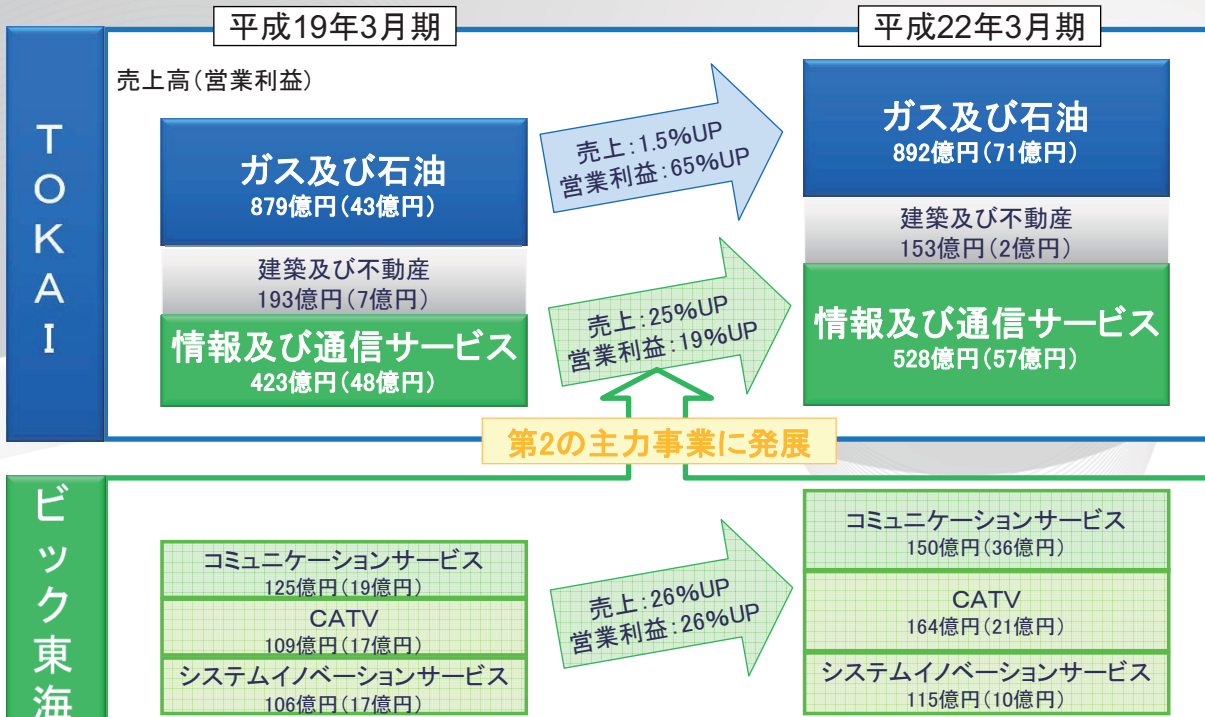 平成19年3月期
平成22年3月期
TOKAI
売上高(営業利益)
ガス及び石油
879億円(43億円)
建築及び不動産
193億円(7億円)
情報及び通信サービス
423億円(48億円)
売上:1.5%UP
営業利益:65%UP
売上:25%UP
営業利益:19%UP
ガス及び石油
892億円(71億円)
建築及び不動産
153億円(2億円)
情報及び通信サービス
528億円(57億円)
第2の主力事業に発展
ビック東海
コミュニケーションサービス
125億円(19億円)
CATV
109億円(17億円)
システムイノベーションサービス
106億円(17億円)
売上:26%UP
営業利益:26%UP
コミュニケーションサービス
150億円(36億円)
CATV
164億円(21億円)
システムイノベーションサービス
115億円(10億円)